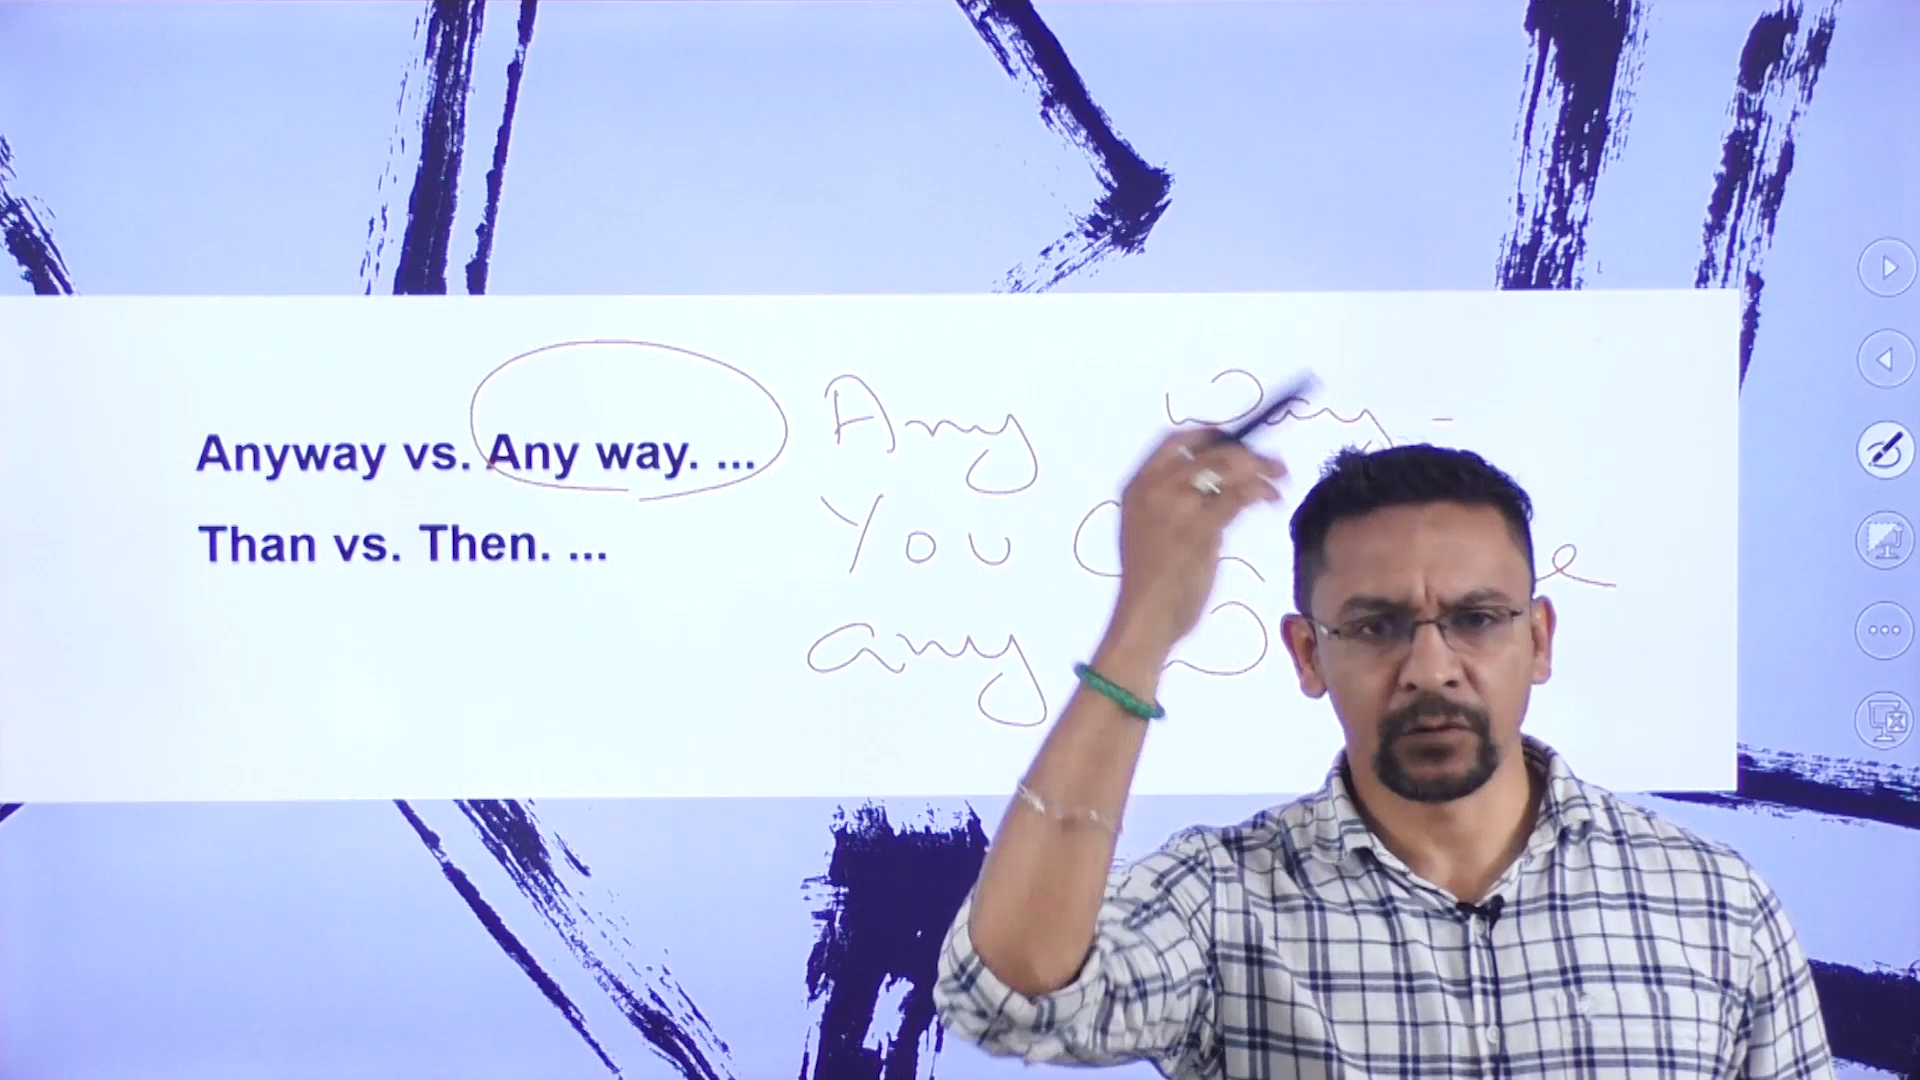 Anyway vs. Any way. ...
Than vs. Then. ...
Any Way -
You
any